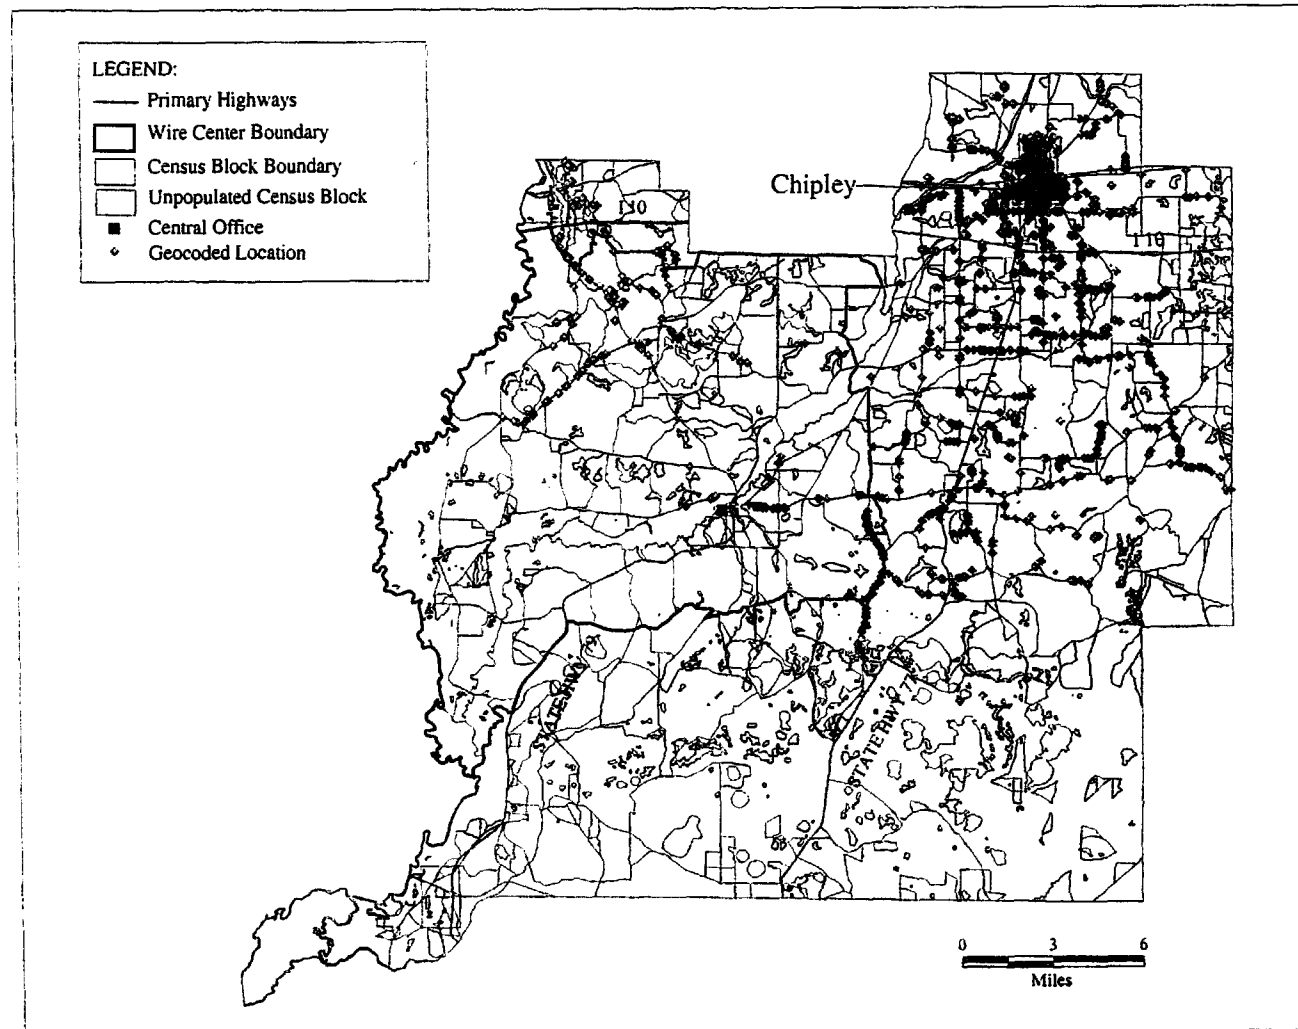 LEGEND:
Primary Highways
Wire Center Boundary
Census Block Boundary
Unpopulated Census Block
Central Office
Geocoded Location
Chipley
I10
I10
STATE HWY
STATE HWY 77
0 3 6
Miles